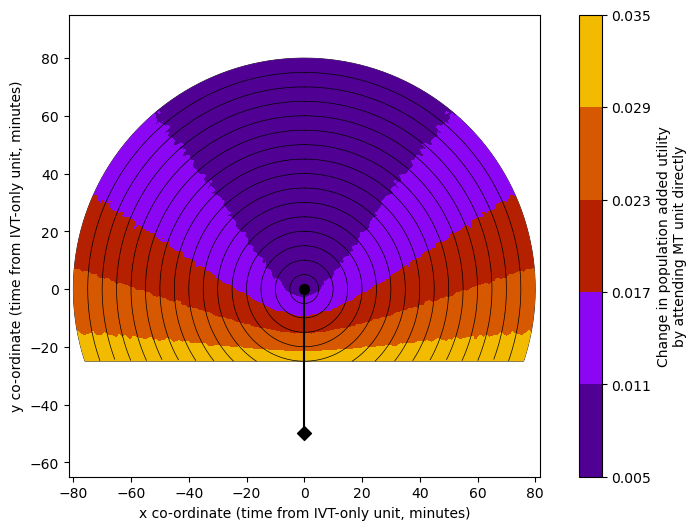 80
60
40
20
0
−20
−40
−60
y co-ordinate (time from IVT-only unit, minutes)
−80 −60 −40 −20 0 20 40 60 80
x co-ordinate (time from IVT-only unit, minutes)
0.035
0.029
0.023
0.017
0.011
0.005
Change in population added utility
by attending MT unit directly